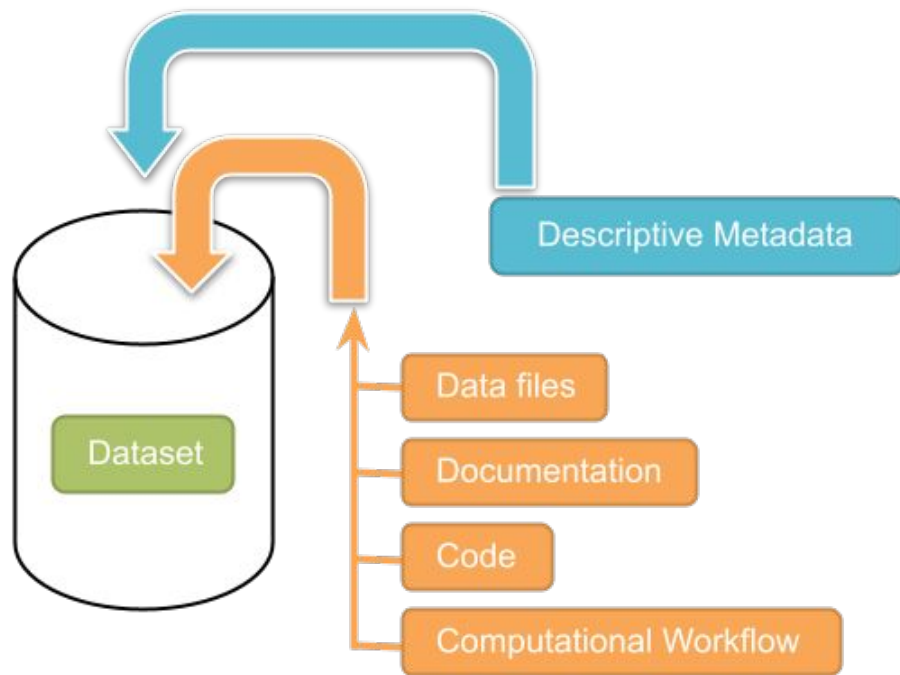 Descriptive Metadata
Data files
Dataset
Documentation
Code
Computational Workflow